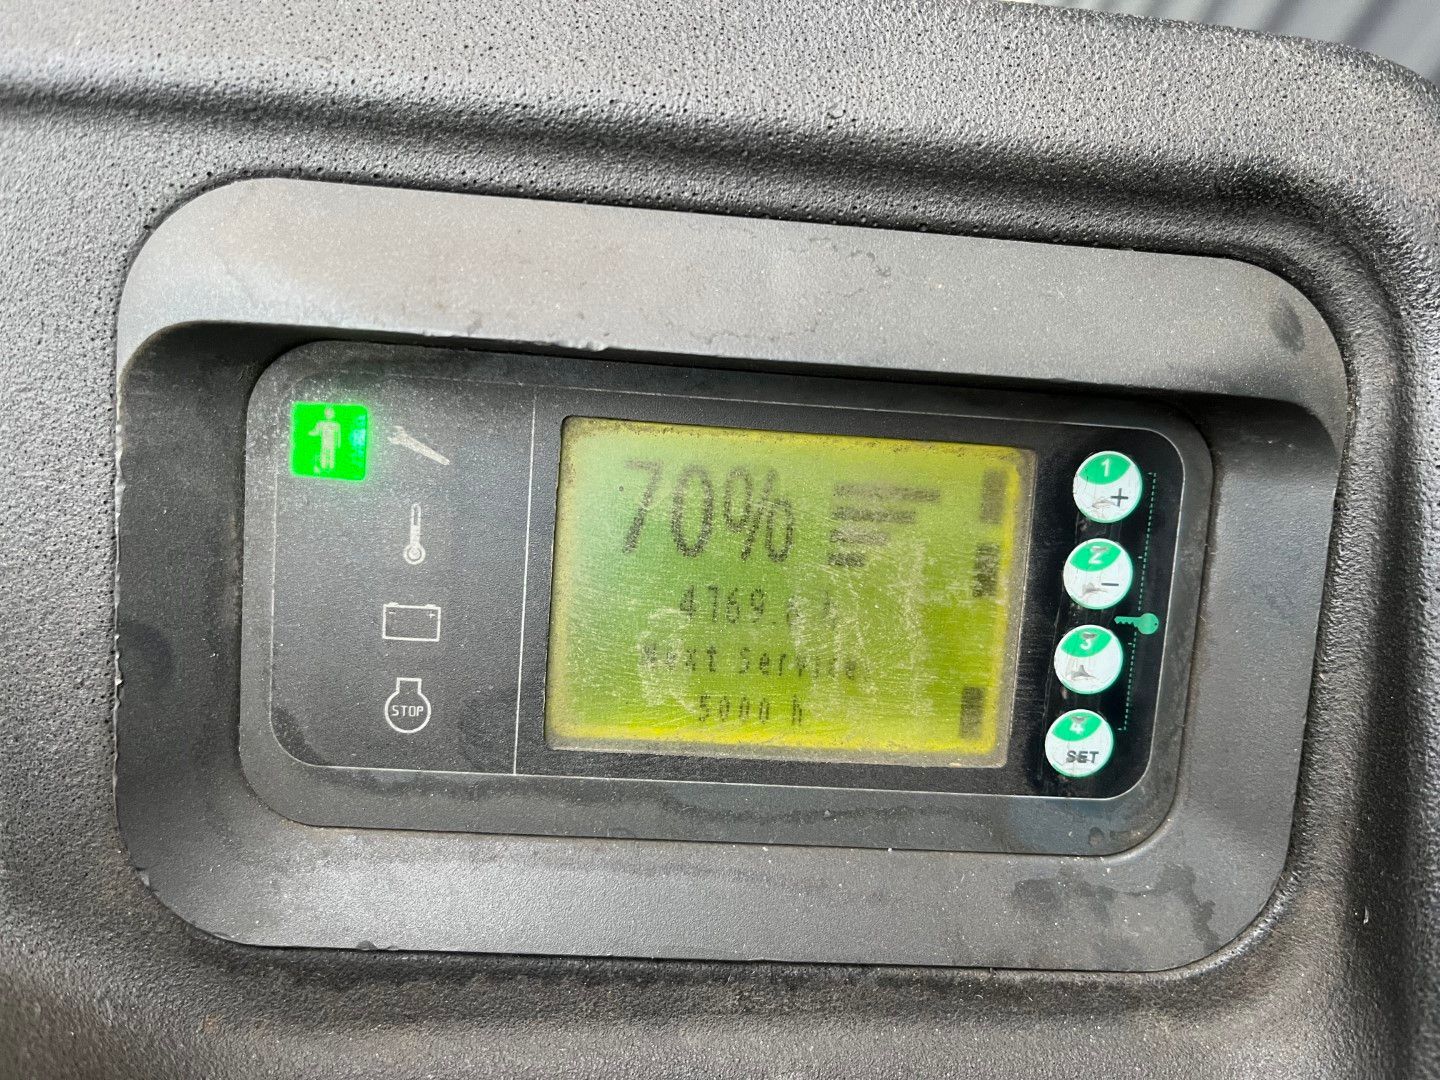 70%
4769. h
Next Service
5000 h
STOP
1
+
2
-
3
4
SET